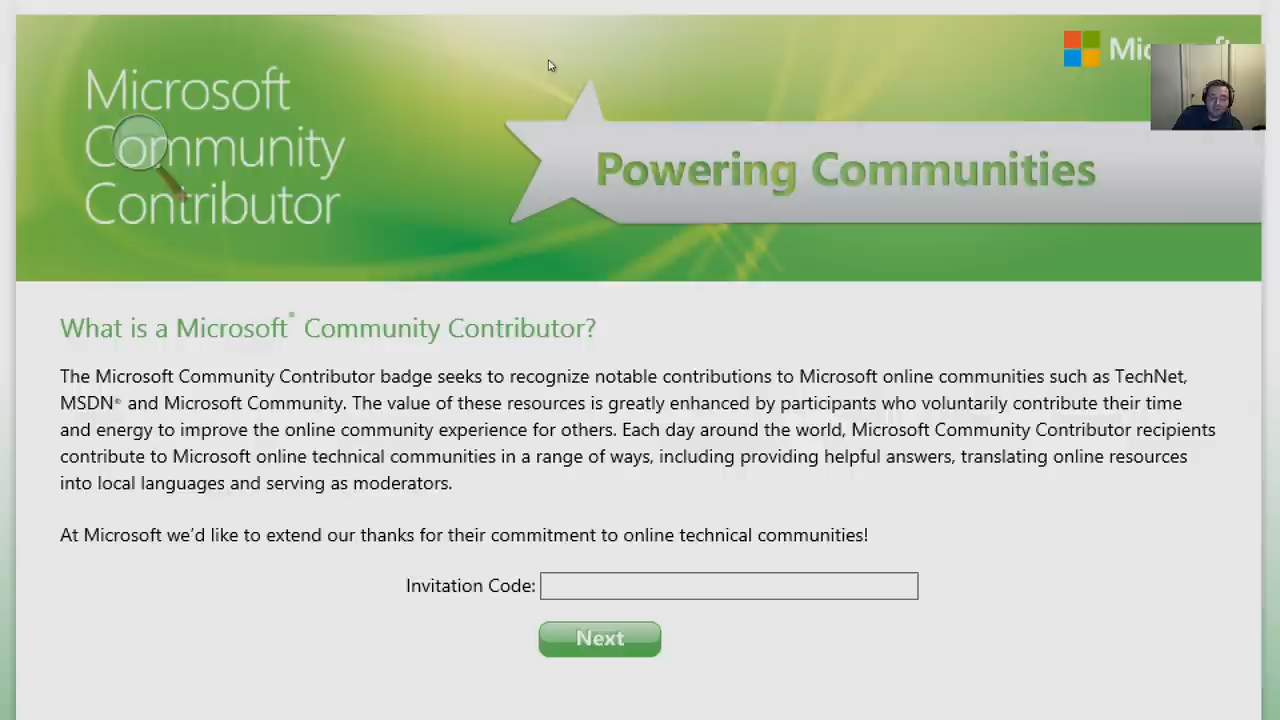 Microsoft
Community
Contributor
Powering Communities
What is a Microsoft® Community Contributor?
The Microsoft Community Contributor badge seeks to recognize notable contributions to Microsoft online communities such as TechNet,
MSDN® and Microsoft Community. The value of these resources is greatly enhanced by participants who voluntarily contribute their time
and energy to improve the online community experience for others. Each day around the world, Microsoft Community Contributor recipients
contribute to Microsoft online technical communities in a range of ways, including providing helpful answers, translating online resources
into local languages and serving as moderators.
At Microsoft we'd like to extend our thanks for their commitment to online technical communities!
Invitation Code:
Next